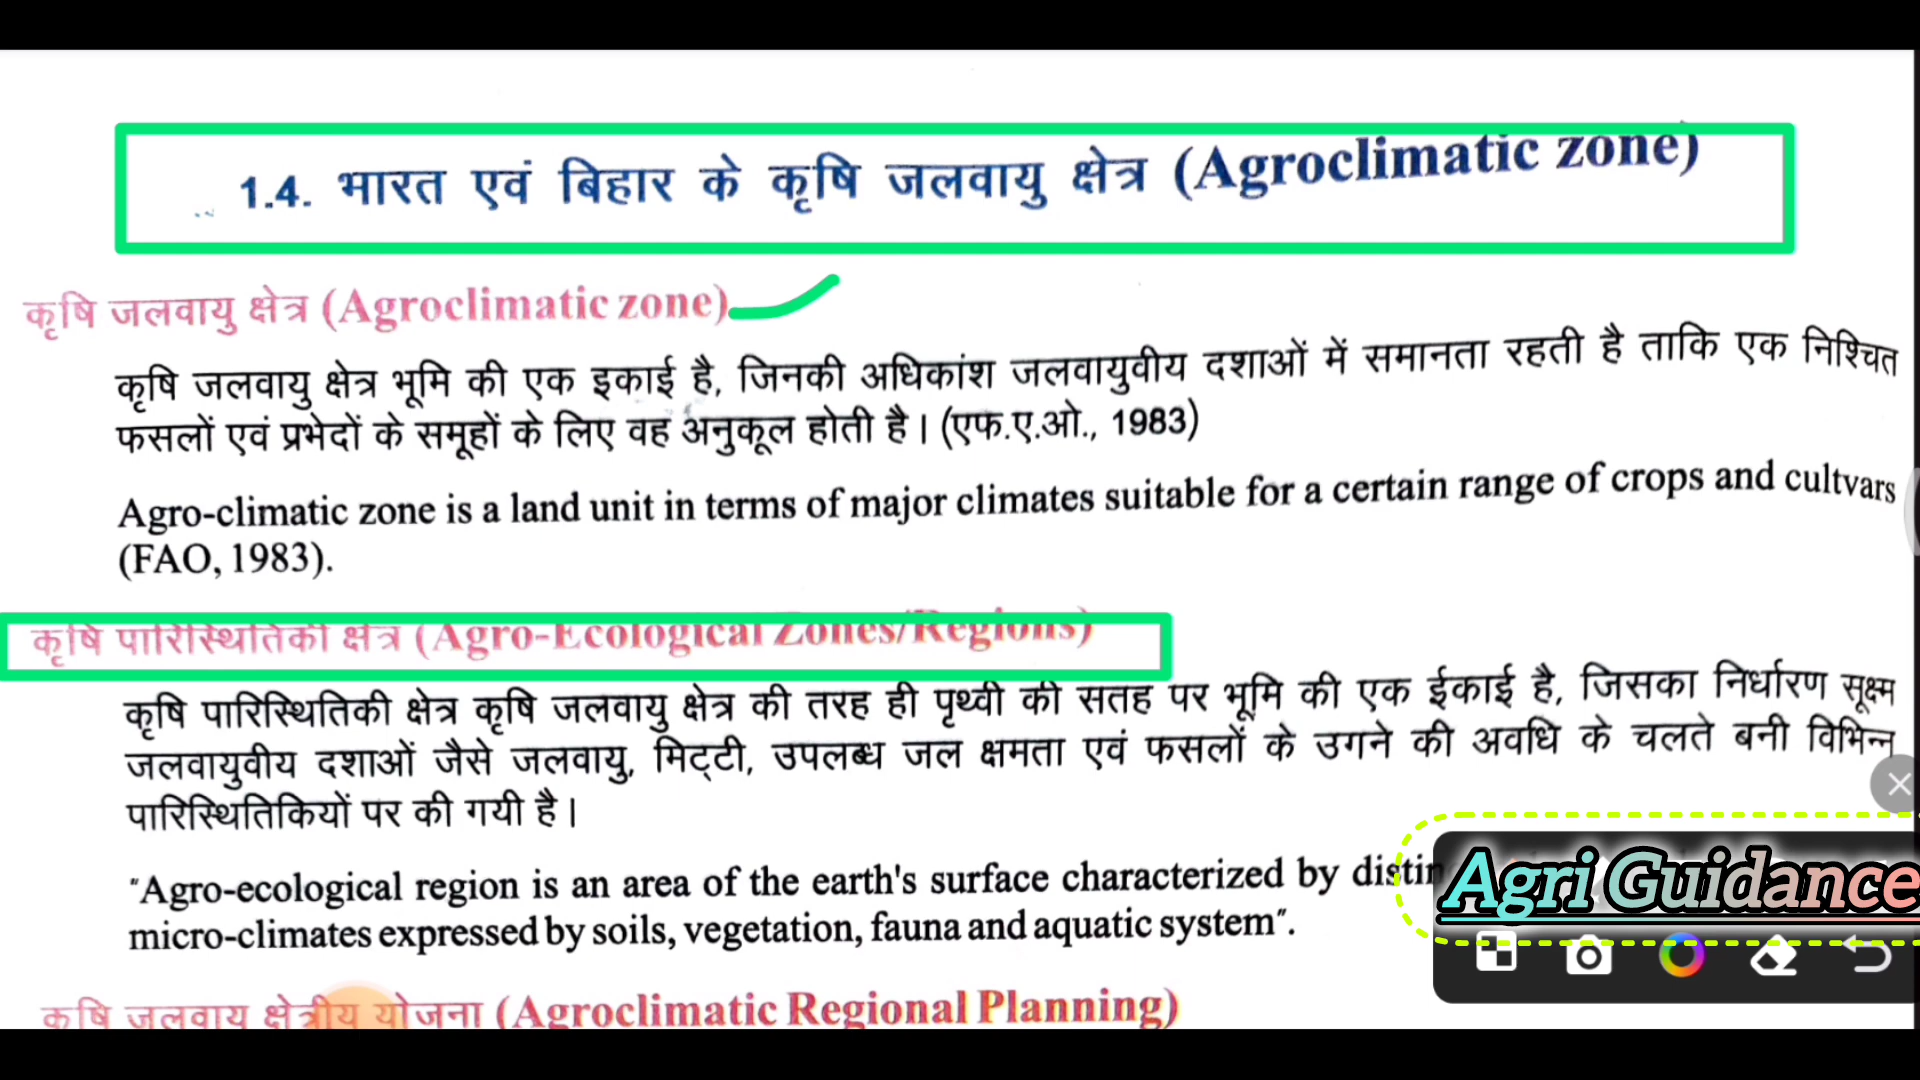 1.4. भारत एवं बिहार के कृषि जलवायु क्षेत्र (Agroclimatic zone)
कृषि जलवायु क्षेत्र (Agroclimatic zone)
कृषि जलवायु क्षेत्र भूमि की एक इकाई है, जिनकी अधिकांश जलवायुवीय दशाओं में समानता रहती है ताकि एक निश्चित
फसलों एवं प्रभेदों के समूहों के लिए वह अनुकूल होती है। (एफ.ए.ओ., 1983)
Agro-climatic zone is a land unit in terms of major climates suitable for a certain range of crops and cultvars
(FAO, 1983).
कृषि पारिस्थितिकी क्षेत्र (Agro-Ecological Zones/Regions)
कृषि पारिस्थितिकी क्षेत्र कृषि जलवायु क्षेत्र की तरह ही पृथ्वी की सतह पर भूमि की एक ईकाई है, जिसका निर्धारण सूक्ष्म
जलवायुवीय दशाओं जैसे जलवायु, मिट्टी, उपलब्ध जल क्षमता एवं फसलों के उगने की अवधि के चलते बनी विभिन्न
पारिस्थितिकियों पर की गयी है।
"Agro-ecological region is an area of the earth's surface characterized by
micro-climates expressed by soils, vegetation, fauna and aquatic system".
Agri Guidance
कृषि जलवायु क्षेत्रीय योजना (Agroclimatic Regional Planning)